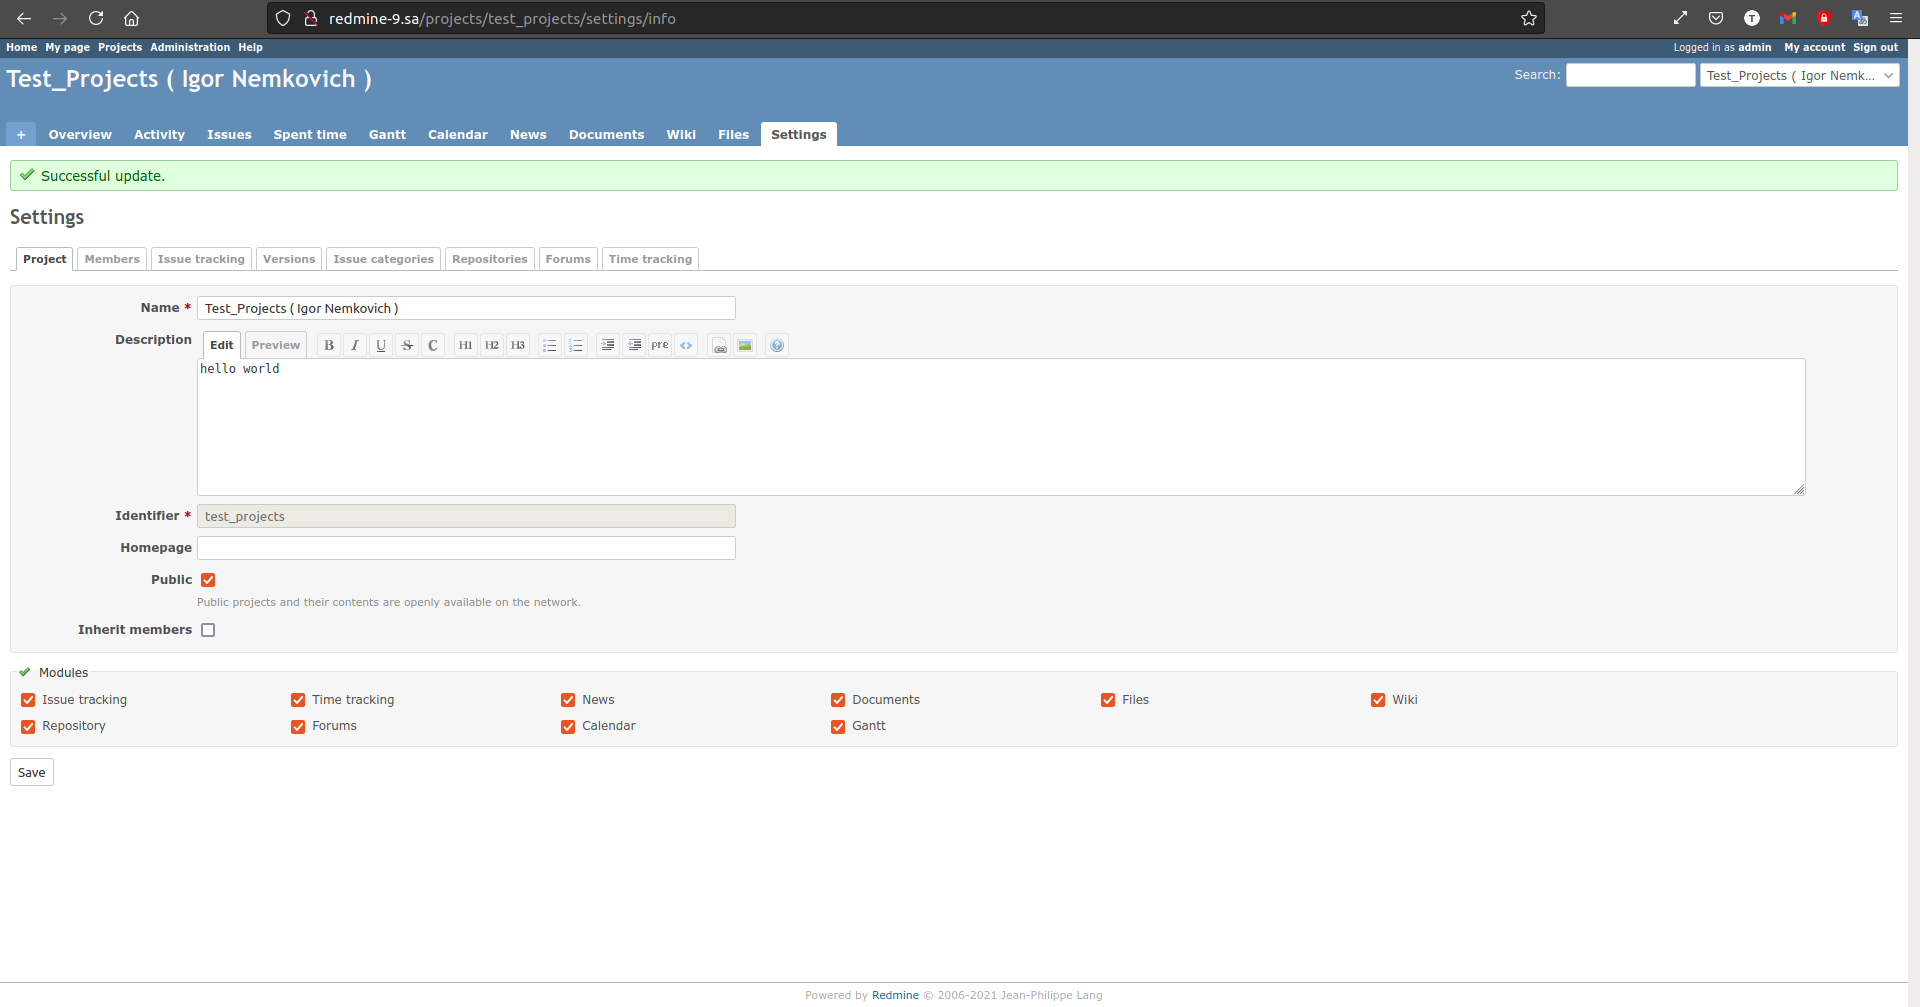 redmine-9.sa/projects/test_projects/settings/info
Home My page Projects Administration Help
Logged in as admin My account Sign out
Test_Projects ( Igor Nemkovich )
Search: Test_Projects ( Igor Nemk...
+ Overview Activity Issues Spent time Gantt Calendar News Documents Wiki Files Settings
Successful update.
Settings
Project Members Issue tracking Versions Issue categories Repositories Forums Time tracking
Name * Test_Projects ( Igor Nemkovich )
Description Edit Preview B I U S C H1 H2 H3 pre <>
hello world
Identifier * test_projects
Homepage
Public
Public projects and their contents are openly available on the network.
Inherit members
Modules
Issue tracking Time tracking News Documents Files Wiki
Repository Forums Calendar Gantt
Save
Powered by Redmine © 2006-2021 Jean-Philippe Lang